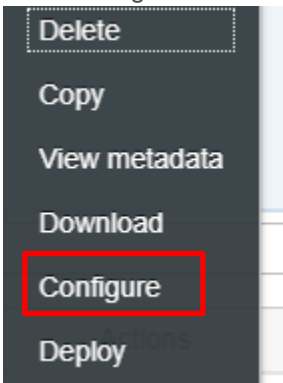 Delete
Copy
View metadata
Download
Configure
Actions
Deploy